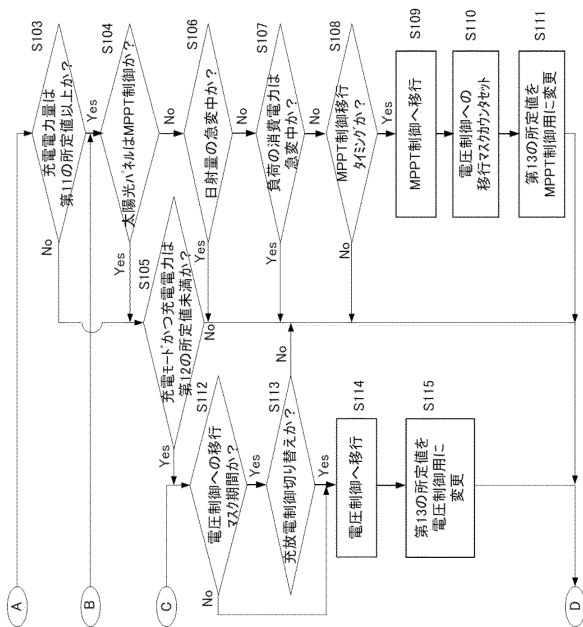 A
B
C
D
S103
充電電力量は
第11の所定値以上か?
No
Yes
S104
太陽光パネルはMPPT制御か?
Yes
No
S105
充電モードかつ充電電力は
第12の所定値未満か?
Yes
No
S106
日射量の急変中か?
Yes
No
S107
負荷の消費電力は
急変中か?
Yes
No
S108
MPPT制御移行
タイミングか?
No
Yes
S109
MPPT制御へ移行
S110
電圧制御への
移行マスクカウンタセット
S111
第13の所定値を
MPPT制御用に変更
S112
電圧制御への移行
マスク期間か?
No
Yes
S113
充放電制御切り替えか?
No
Yes
S114
電圧制御へ移行
S115
第13の所定値を
電圧制御用に
変更